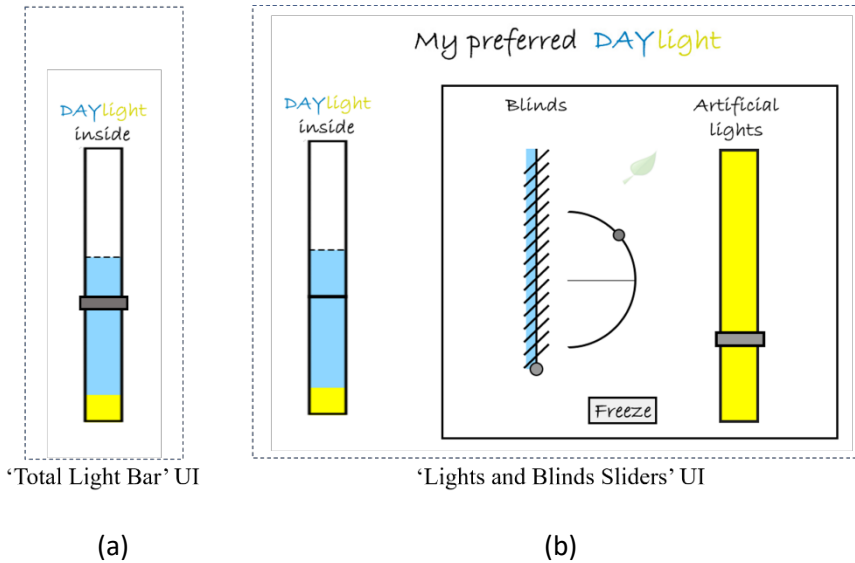 DAYlight
inside
'Total Light Bar' UI
(a)
My preferred DAYlight
DAYlight
inside
Blinds
Artificial
lights
Freeze
'Lights and Blinds Sliders' UI
(b)